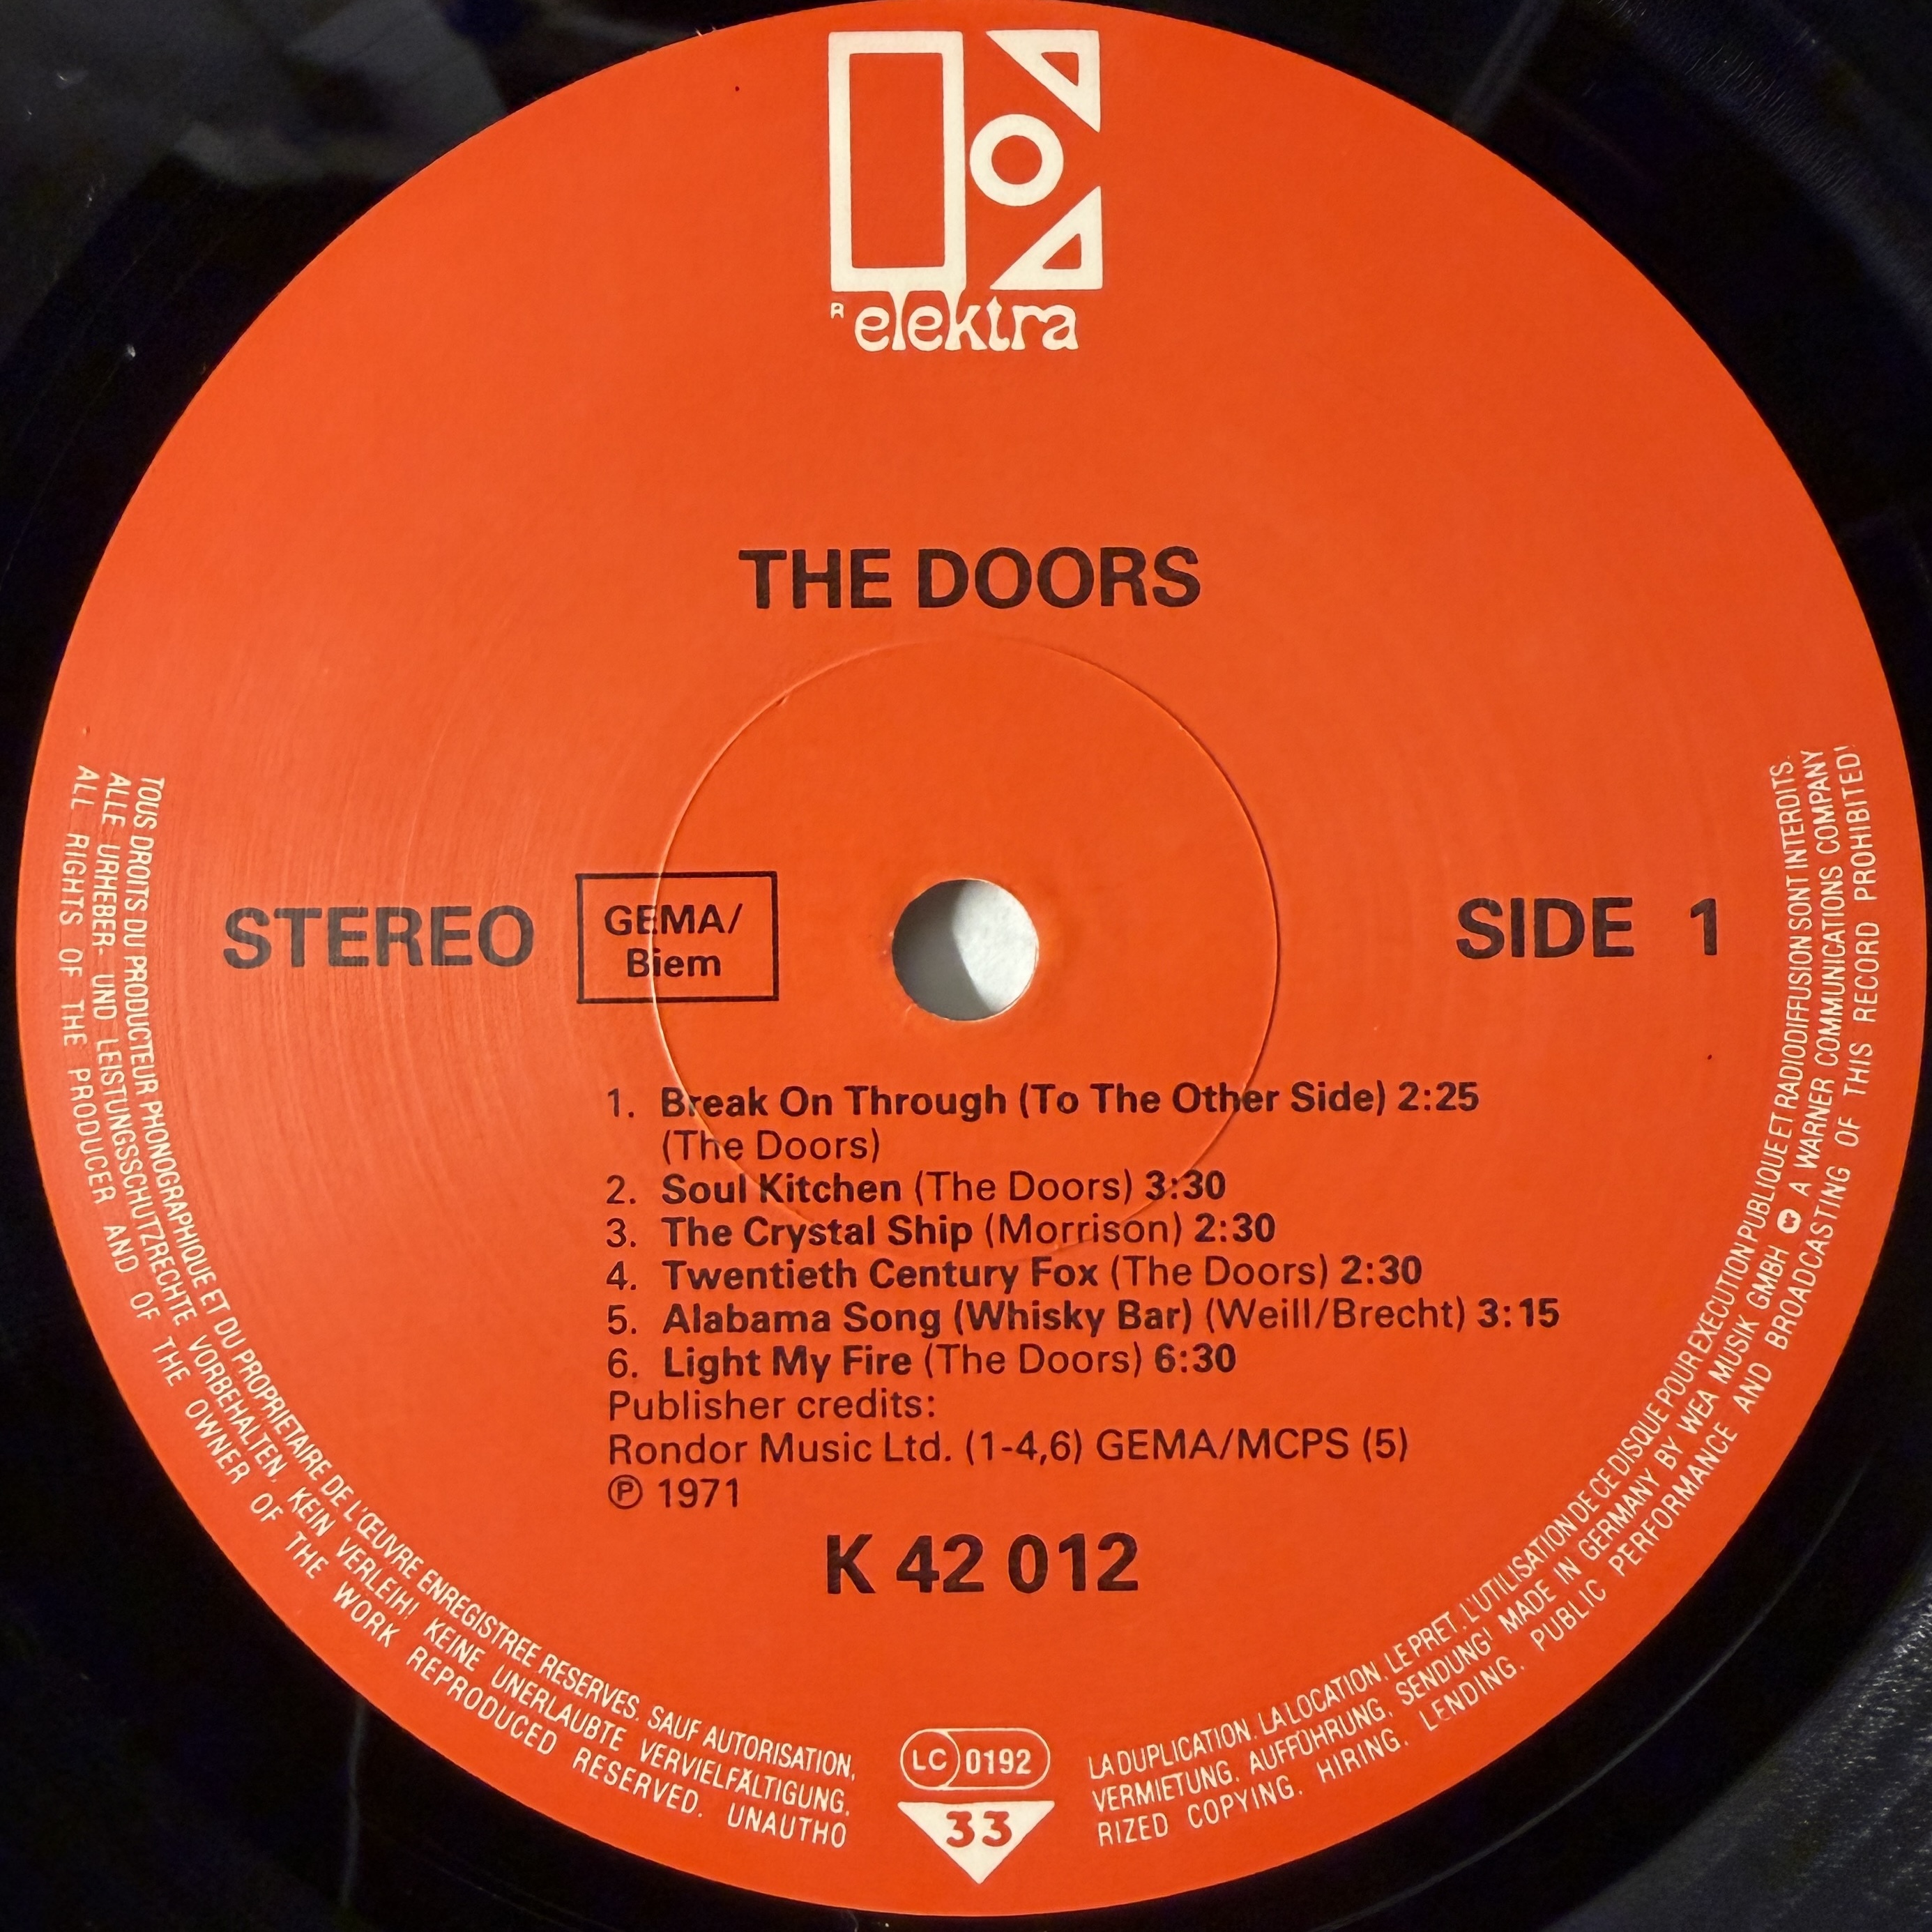 R elektra
THE DOORS
STEREO
GEMA/
Biem
SIDE 1
1. Break On Through (To The Other Side) 2:25
(The Doors)
2. Soul Kitchen (The Doors) 3:30
3. The Crystal Ship (Morrison) 2:30
4. Twentieth Century Fox (The Doors) 2:30
5. Alabama Song (Whisky Bar) (Weill/Brecht) 3:15
6. Light My Fire (The Doors) 6:30
Publisher credits:
Rondor Music Ltd. (1-4,6) GEMA/MCPS (5)
Ⓟ 1971
K 42 012
TOUS DROITS DU PRODUCTEUR PHONOGRAPHIQUE ET DU PROPRIETAIRE DE L'ŒUVRE ENREGISTREE RESERVES. SAUF AUTORISATION, LA DUPLICATION, LA LOCATION, LE PRET, L'UTILISATION DE CE DISQUE POUR EXECUTION PUBLIQUE ET RADIODIFFUSION SONT INTERDITS.
ALLE URHEBER- UND LEISTUNGSSCHUTZRECHTE VORBEHALTEN. KEIN VERLEIH! KEINE UNERLAUBTE VERVIELFÄLTIGUNG, VERMIETUNG, AUFFÜHRUNG, SENDUNG! MADE IN GERMANY BY WEA MUSIK GMBH A WARNER COMMUNICATIONS COMPANY
ALL RIGHTS OF THE PRODUCER AND OF THE OWNER OF THE WORK REPRODUCED RESERVED. UNAUTHORIZED COPYING, HIRING, LENDING, PUBLIC PERFORMANCE AND BROADCASTING OF THIS RECORD PROHIBITED!
LC 0192
33